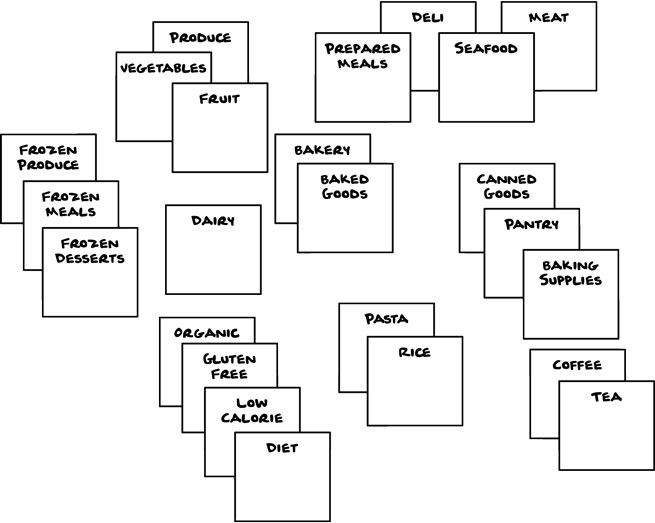 PRODUCE
VEGETABLES
FRUIT
DELI
MEAT
PREPARED
MEALS
SEAFOOD
FROZEN
PRODUCE
FROZEN
MEALS
FROZEN
DESSERTS
BAKERY
BAKED
GOODS
DAIRY
CANNED
GOODS
PANTRY
BAKING
SUPPLIES
ORGANIC
GLUTEN
FREE
LOW
CALORIE
DIET
PASTA
RICE
COFFEE
TEA